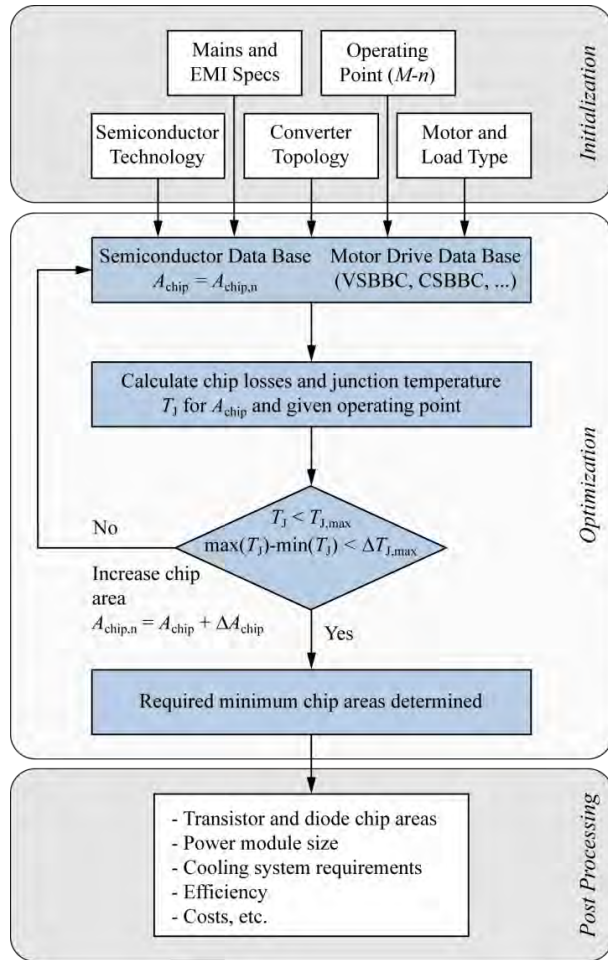 Mains and
EMI Specs
Operating
Point (M-n)
Semiconductor
Technology
Converter
Topology
Motor and
Load Type
Initialization
Semiconductor Data Base
A_chip = A_chip,n
Motor Drive Data Base
(VSBBC, CSBBC, ...)
Calculate chip losses and junction temperature
T_J for A_chip and given operating point
T_J < T_J,max
max(T_J)-min(T_J) < ΔT_J,max
No
Increase chip
area
A_chip,n = A_chip + ΔA_chip
Yes
Required minimum chip areas determined
Optimization
- Transistor and diode chip areas
- Power module size
- Cooling system requirements
- Efficiency
- Costs, etc.
Post Processing